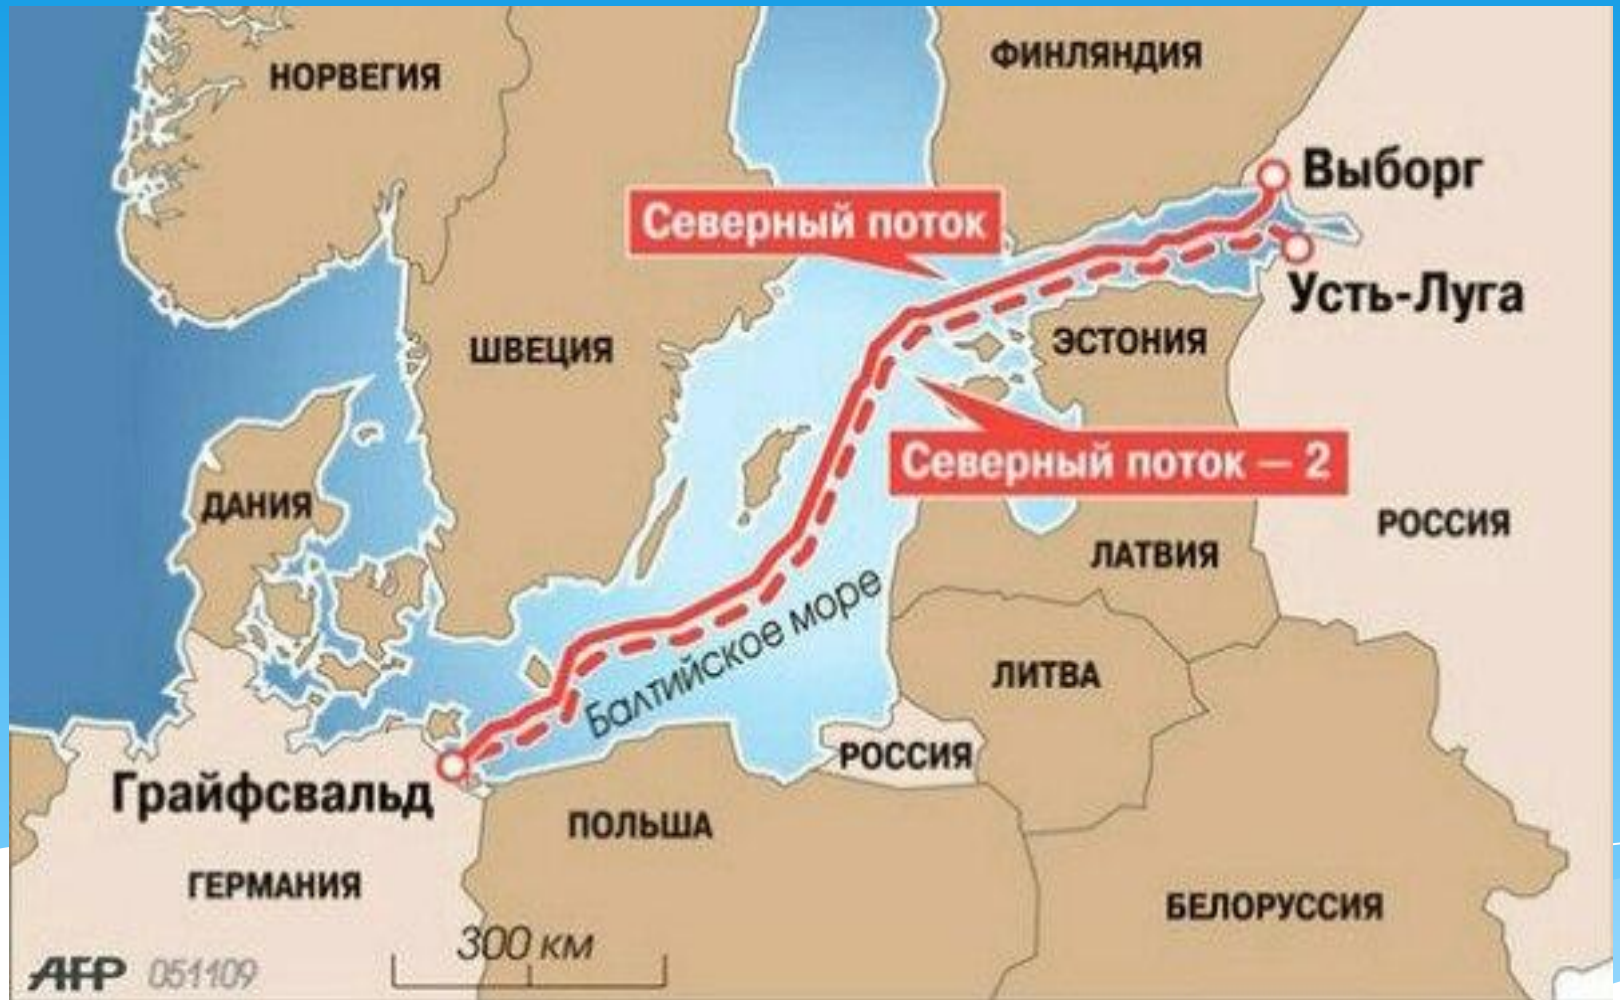 НОРВЕГИЯ
ФИНЛЯНДИЯ
Выборг
Северный поток
Усть-Луга
ШВЕЦИЯ
ЭСТОНИЯ
Северный поток — 2
ДАНИЯ
РОССИЯ
ЛАТВИЯ
Балтийское море
ЛИТВА
РОССИЯ
Грайфсвальд
ПОЛЬША
ГЕРМАНИЯ
БЕЛОРУССИЯ
300 км
AFP 051109